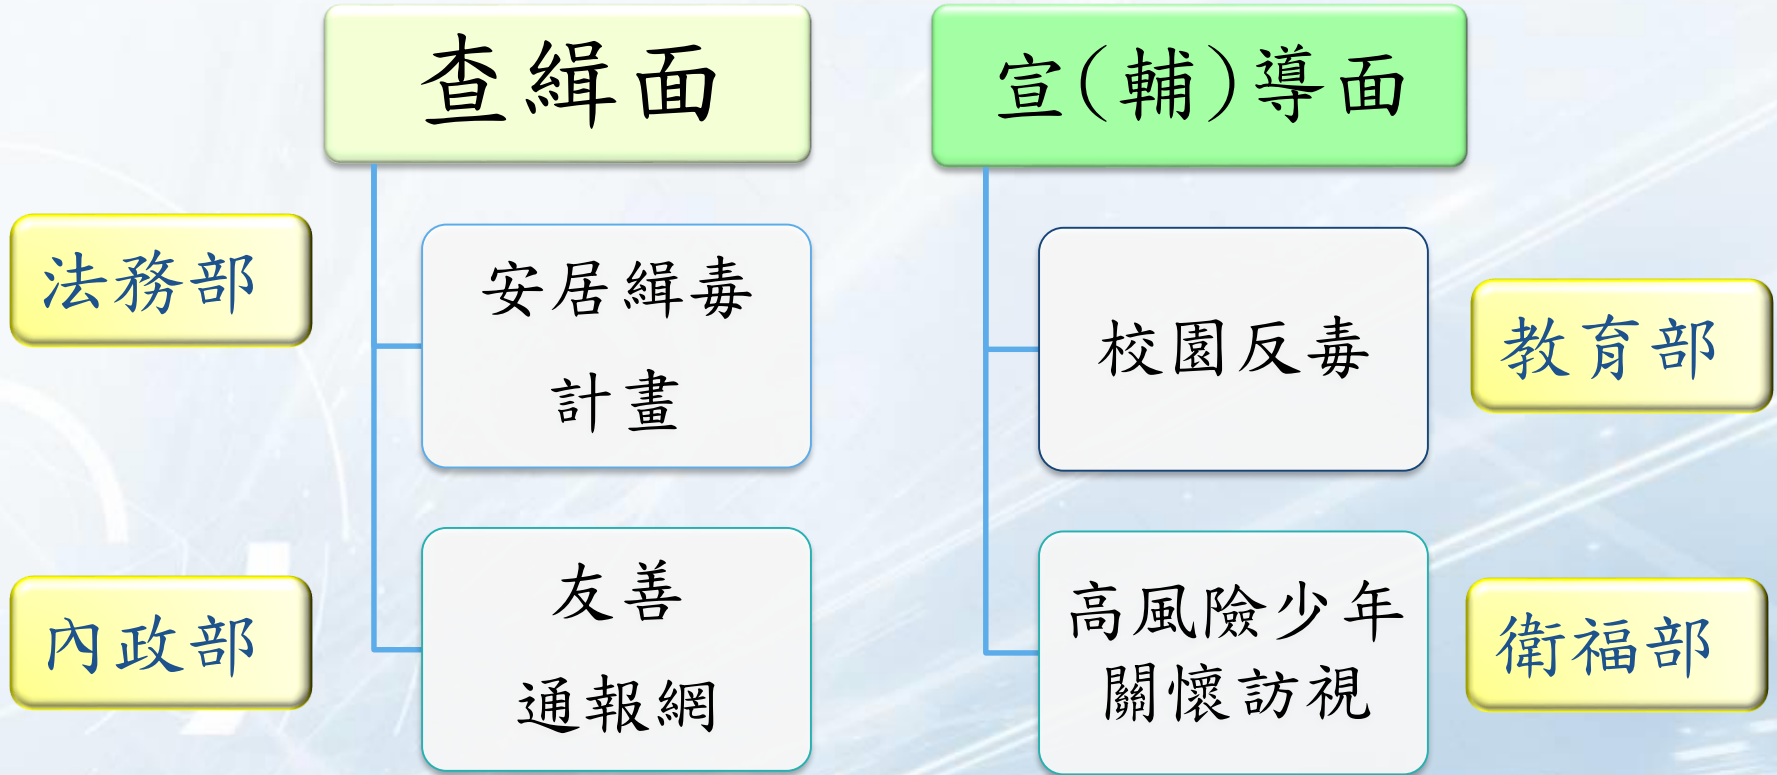 查緝面
宣(輔)導面
法務部
安居緝毒
計畫
校園反毒
教育部
內政部
友善
通報網
高風險少年
關懷訪視
衛福部